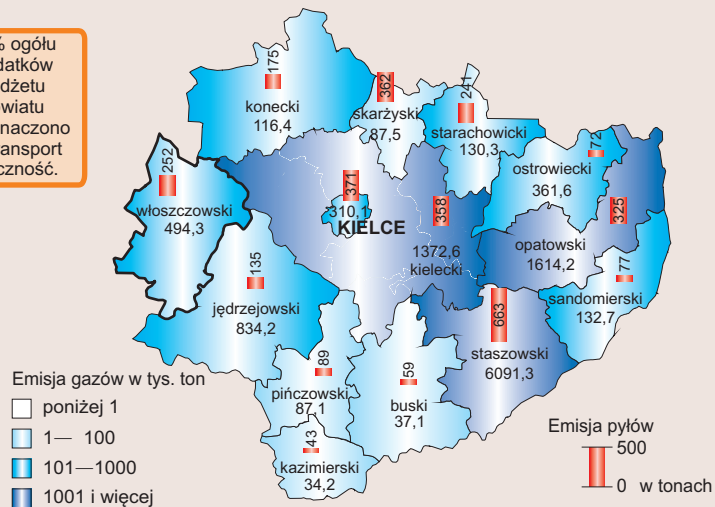 % ogółu
datków
dżetu
owiatu
naczono
ransport
czność.
175
konecki
116,4
362
skarżyski
87,5
241
starachowicki
130,3
72
ostrowiecki
361,6
252
włoszczowski
494,3
371
310,1
KIELCE
358
1372,6
kielecki
325
opatowski
1614,2
77
sandomierski
132,7
135
jędrzejowski
834,2
663
staszowski
6091,3
89
pińczowski
87,1
59
buski
37,1
43
kazimierski
34,2
Emisja gazów w tys. ton
poniżej 1
1— 100
101—1000
1001 i więcej
Emisja pyłów
500
0 w tonach